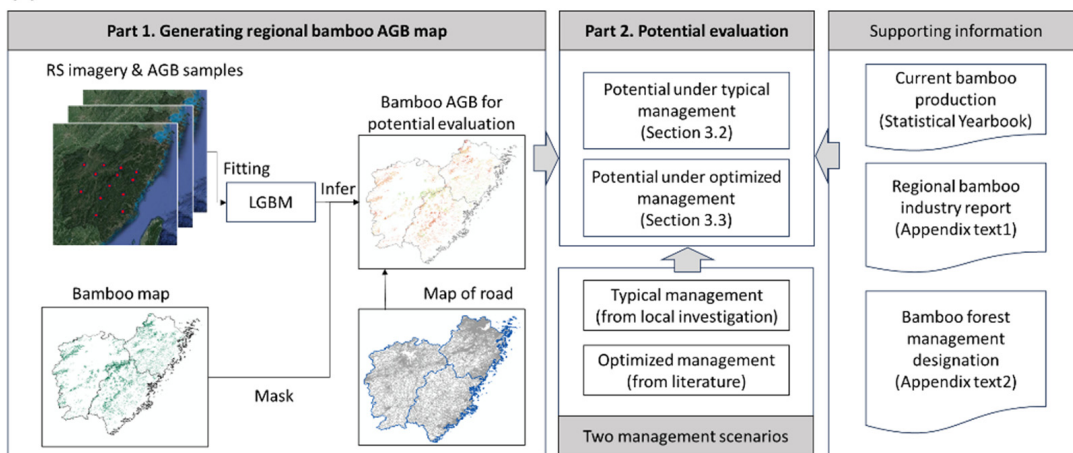 Part 1. Generating regional bamboo AGB map
RS imagery & AGB samples
Fitting
LGBM
Infer
Bamboo AGB for
potential evaluation
Bamboo map
Mask
Map of road
Part 2. Potential evaluation
Potential under typical
management
(Section 3.2)
Potential under optimized
management
(Section 3.3)
Typical management
(from local investigation)
Optimized management
(from literature)
Two management scenarios
Supporting information
Current bamboo
production
(Statistical Yearbook)
Regional bamboo
industry report
(Appendix text1)
Bamboo forest
management
designation
(Appendix text2)